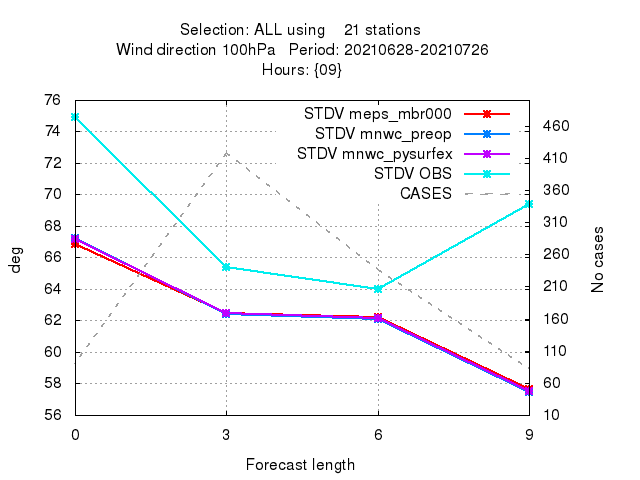 Selection: ALL using    21 stations
Wind direction 100hPa   Period: 20210628-20210726
Hours: {09}
STDV meps_mbr000
STDV mnwc_preop
STDV mnwc_pysurfex
STDV OBS
CASES
deg
76
74
72
70
68
66
64
62
60
58
56
460
410
360
310
260
210
160
110
60
10
No cases
0 3 6 9
Forecast length